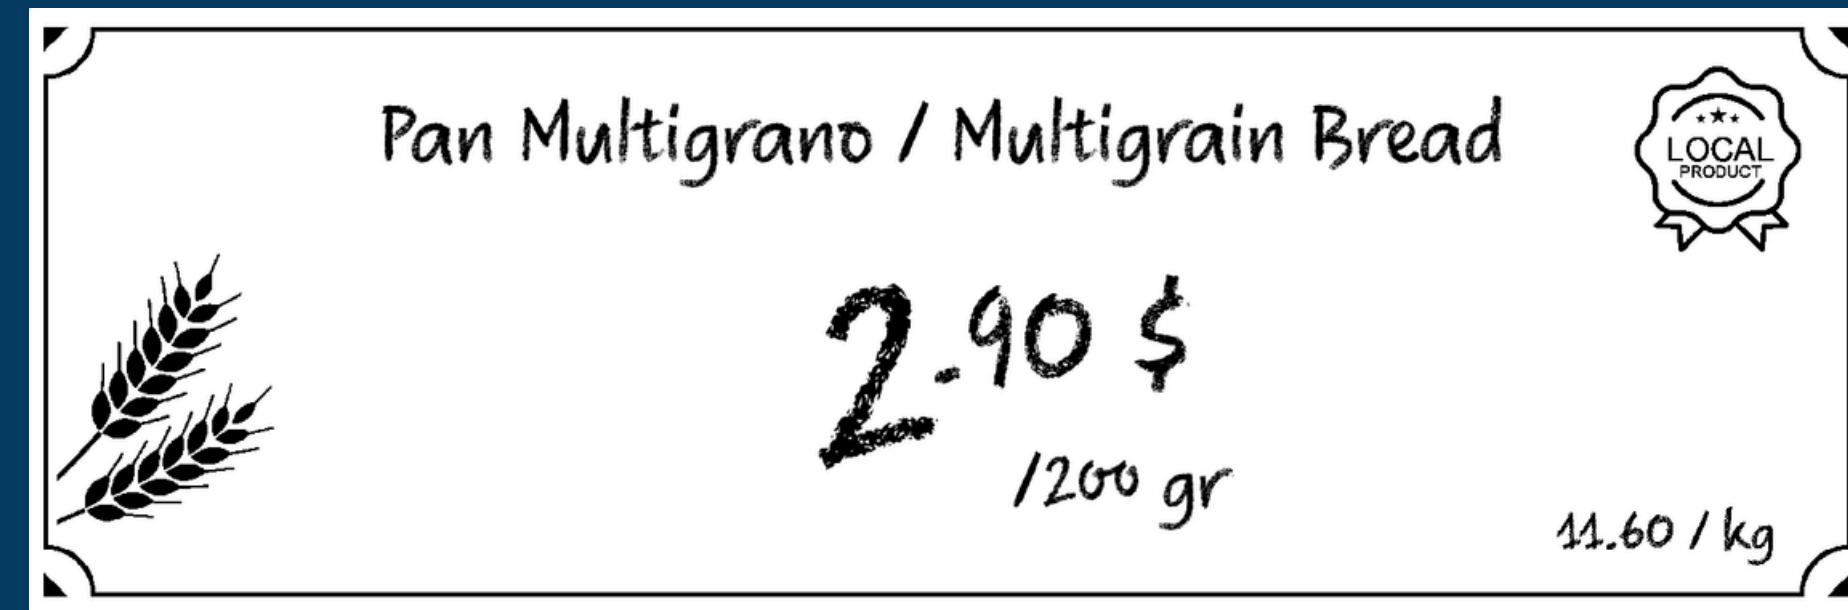 Pan Multigrano / Multigrain Bread
LOCAL
PRODUCT
2.90 $
/200 gr
11.60 / kg